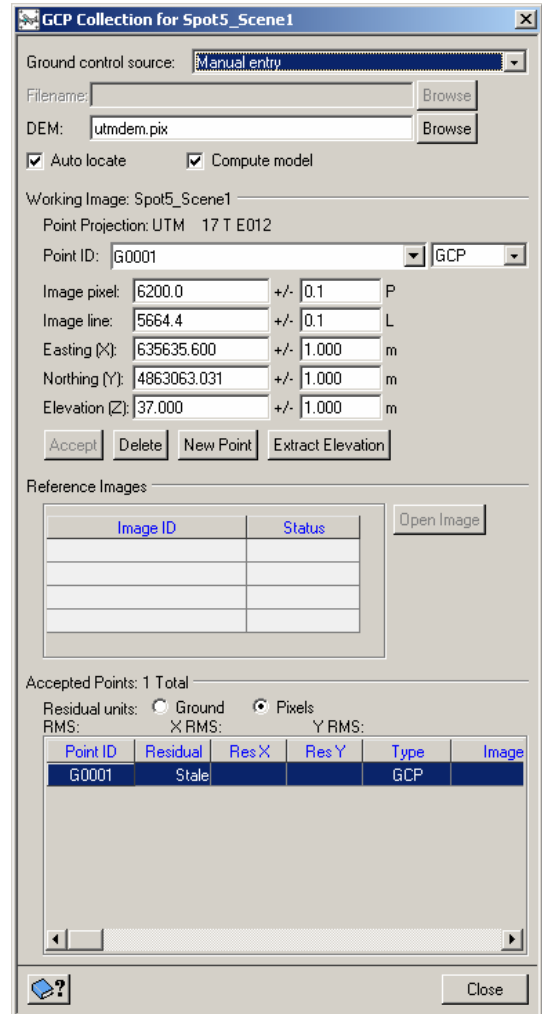 GCP Collection for Spot5_Scene1
Ground control source: Manual entry
Filename: Browse
DEM: utmdem.pix Browse
Auto locate Compute model
Working Image: Spot5_Scene1
Point Projection: UTM 17 T E012
Point ID: G0001 GCP
Image pixel: 6200.0 +/- 0.1 P
Image line: 5664.4 +/- 0.1 L
Easting (X): 635635.600 +/- 1.000 m
Northing (Y): 4863063.031 +/- 1.000 m
Elevation (Z): 37.000 +/- 1.000 m
Accept Delete New Point Extract Elevation
Reference Images
Image ID Status Open Image
Accepted Points: 1 Total
Residual units: Ground Pixels
RMS: X RMS: Y RMS:
Point ID Residual Res X Res Y Type Image
G0001 Stale GCP
? Close